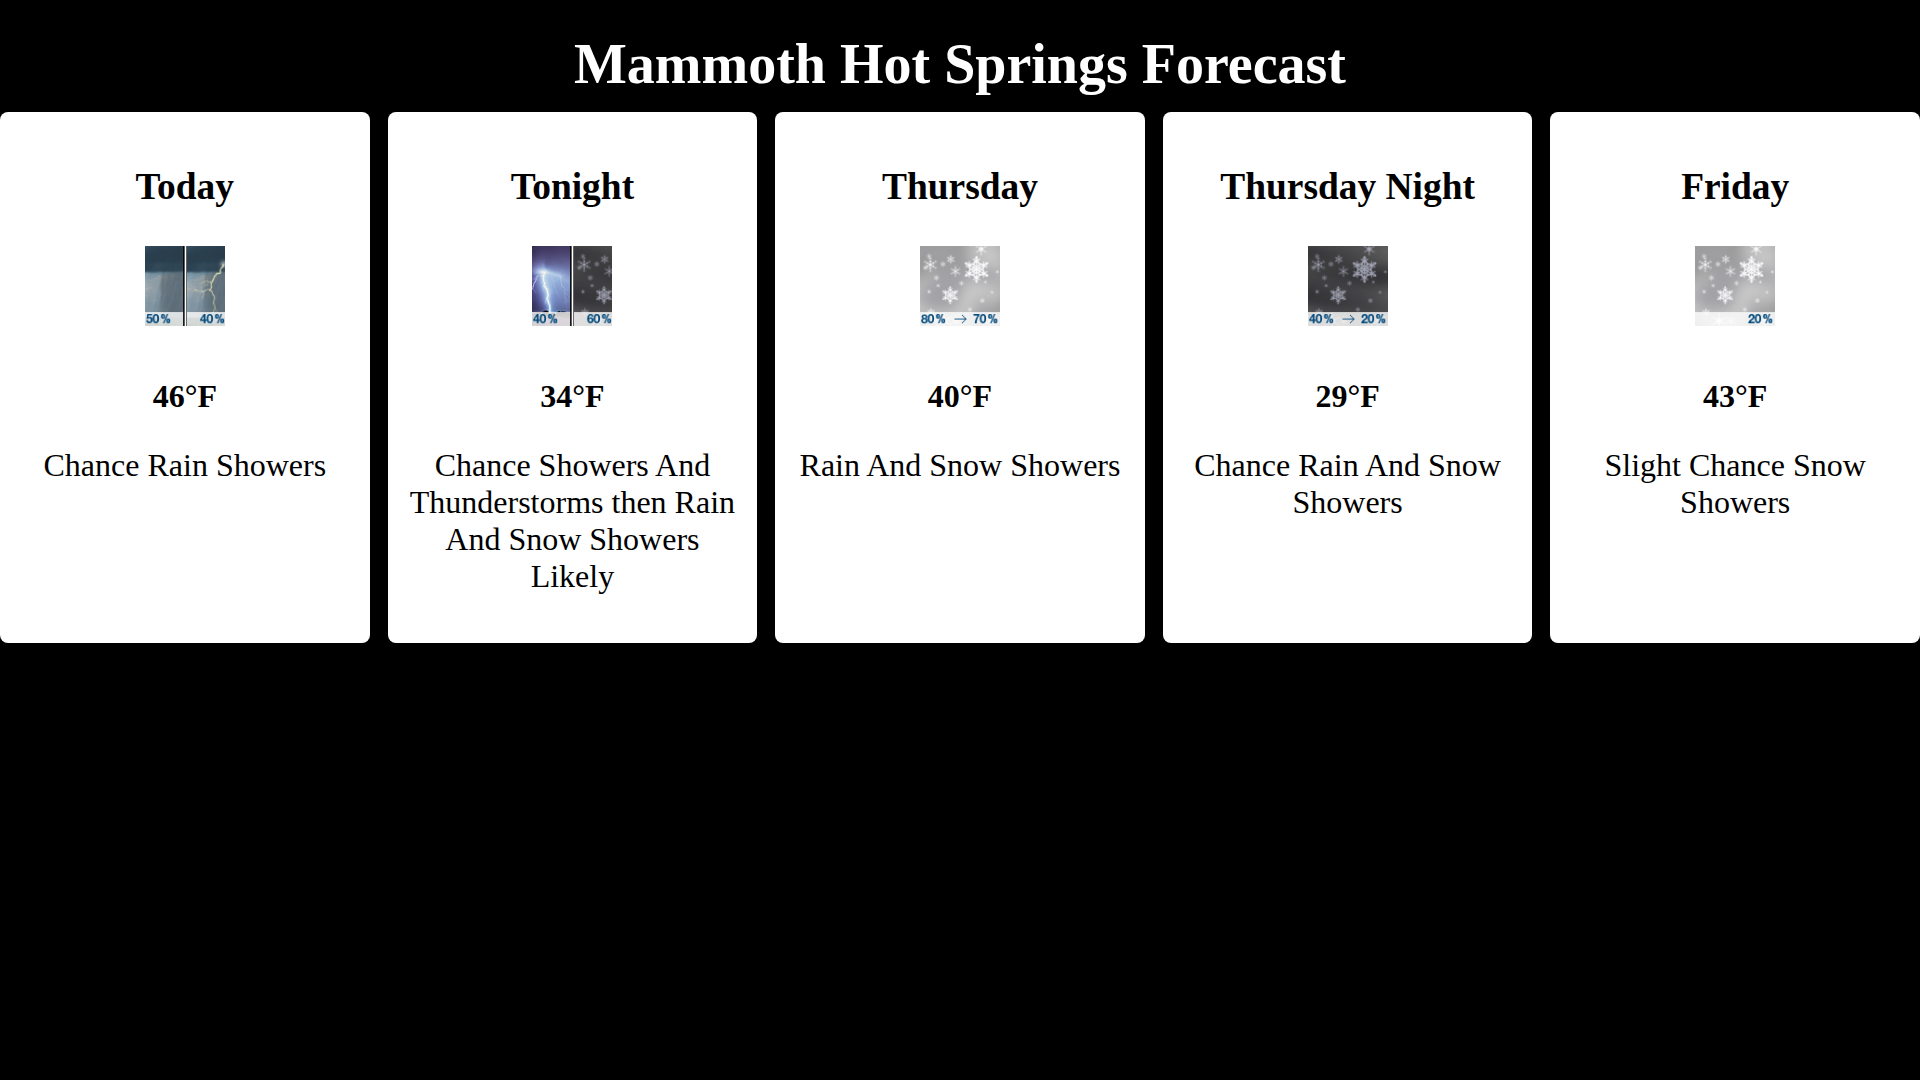 Mammoth Hot Springs Forecast
Today
50% 40%
46°F
Chance Rain Showers
Tonight
40% 60%
34°F
Chance Showers And
Thunderstorms then Rain
And Snow Showers
Likely
Thursday
80% → 70%
40°F
Rain And Snow Showers
Thursday Night
40% → 20%
29°F
Chance Rain And Snow
Showers
Friday
20%
43°F
Slight Chance Snow
Showers